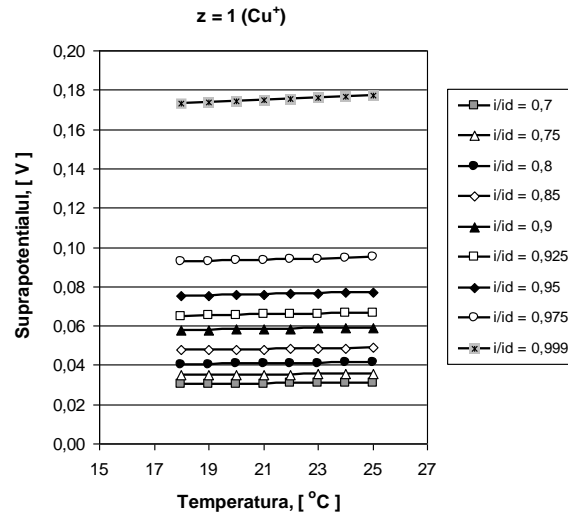 z = 1 (Cu+)
0,20
0,18
0,16
0,14
0,12
0,10
0,08
0,06
0,04
0,02
0,00
Suprapotentialul, [ V ]
15 17 19 21 23 25 27
Temperatura, [ oC ]
i/id = 0,7
i/id = 0,75
i/id = 0,8
i/id = 0,85
i/id = 0,9
i/id = 0,925
i/id = 0,95
i/id = 0,975
i/id = 0,999